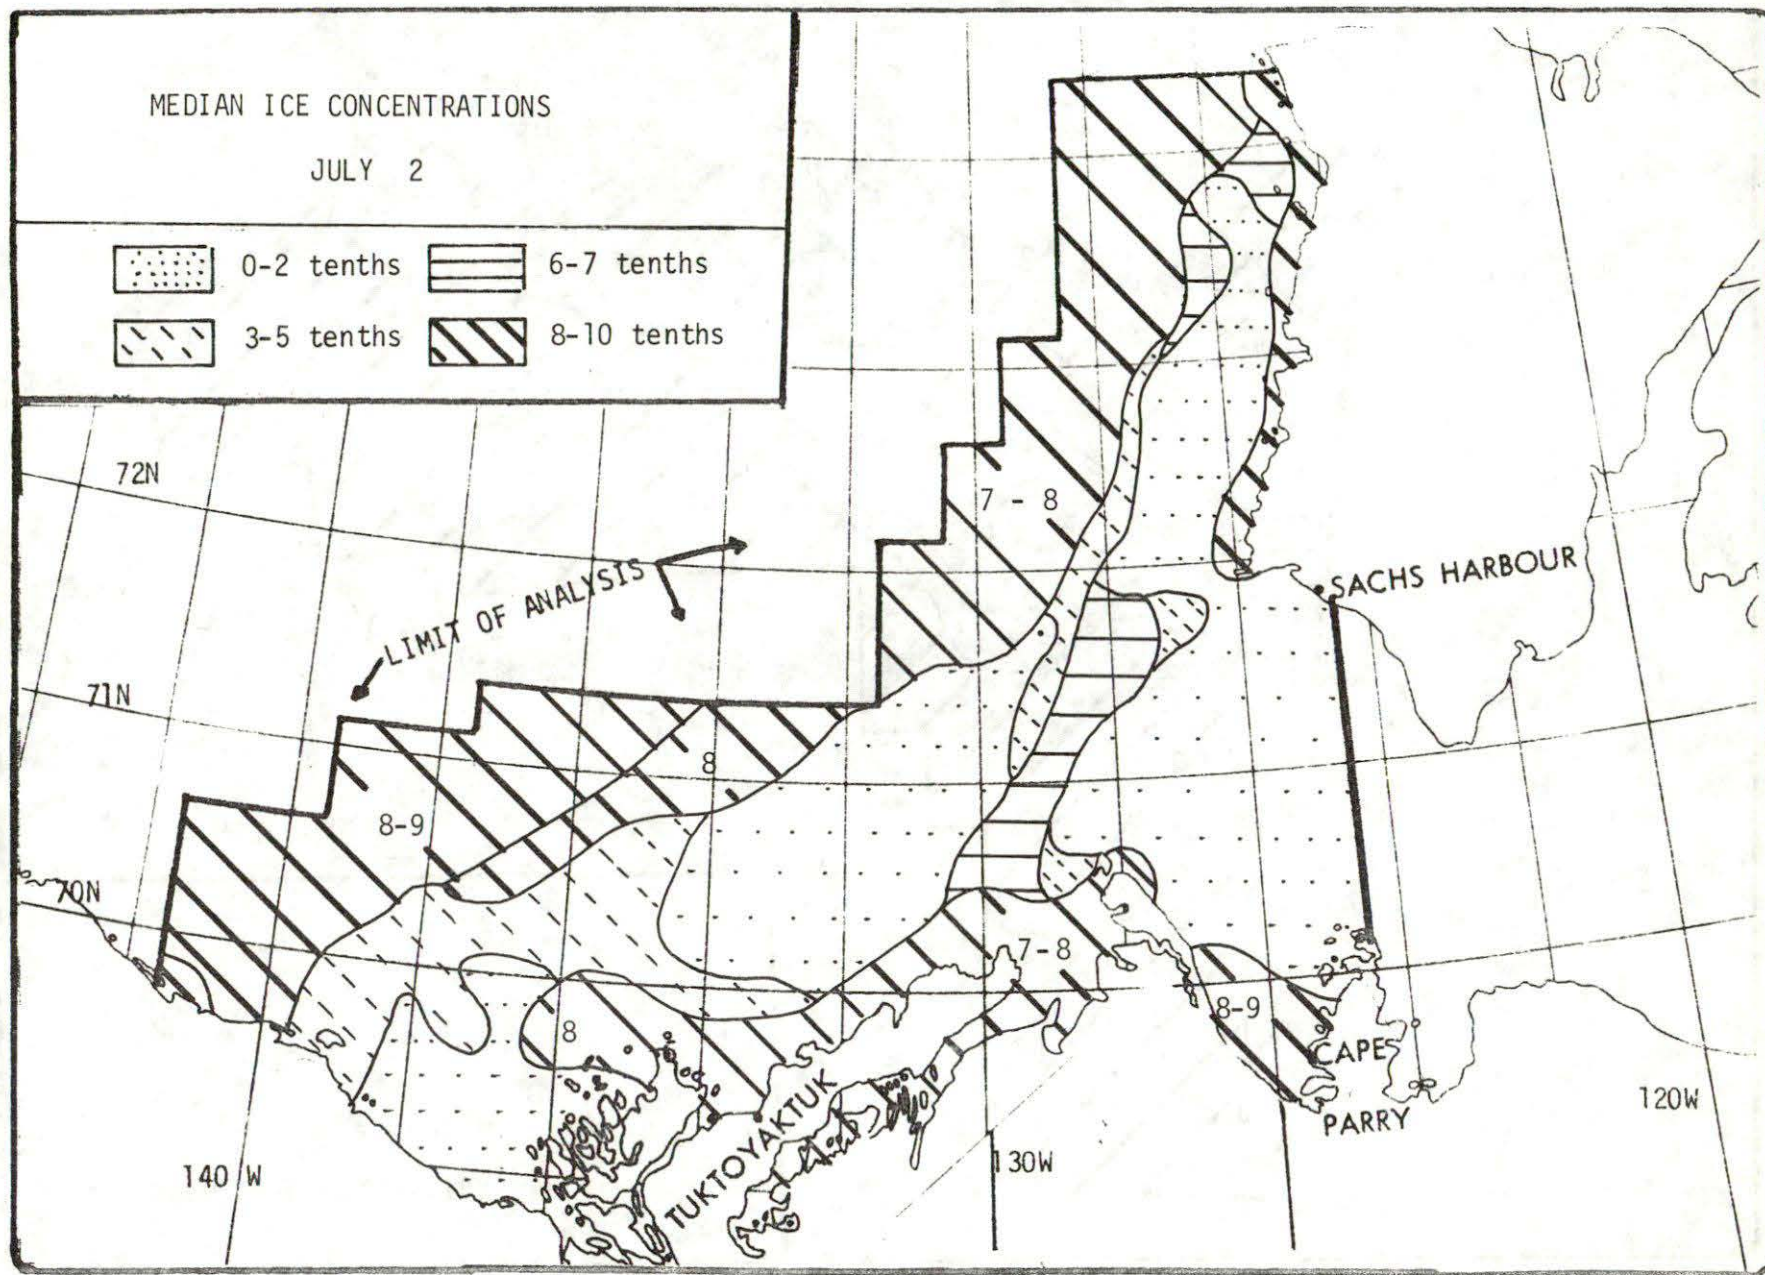 MEDIAN ICE CONCENTRATIONS
JULY 2
0-2 tenths
6-7 tenths
3-5 tenths
8-10 tenths
72N
7 - 8
LIMIT OF ANALYSIS
SACHS HARBOUR
71N
8
8-9
70N
7-8
8
8-9
CAPE
PARRY
TUKTOYAKTUK
120W
140 W
130W